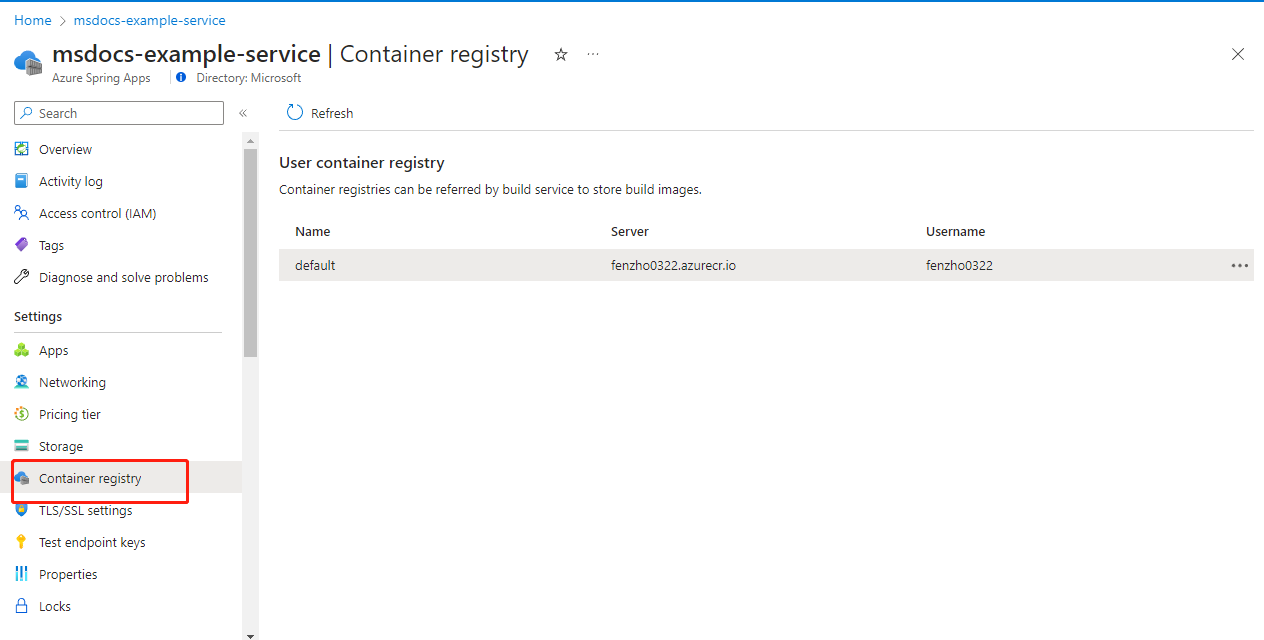 Home > msdocs-example-service
msdocs-example-service | Container registry
Azure Spring Apps | Directory: Microsoft
Search
Refresh
Overview
Activity log
Access control (IAM)
Tags
Diagnose and solve problems
Settings
Apps
Networking
Pricing tier
Storage
Container registry
TLS/SSL settings
Test endpoint keys
Properties
Locks
User container registry
Container registries can be referred by build service to store build images.
Name Server Username
default fenzho0322.azurecr.io fenzho0322